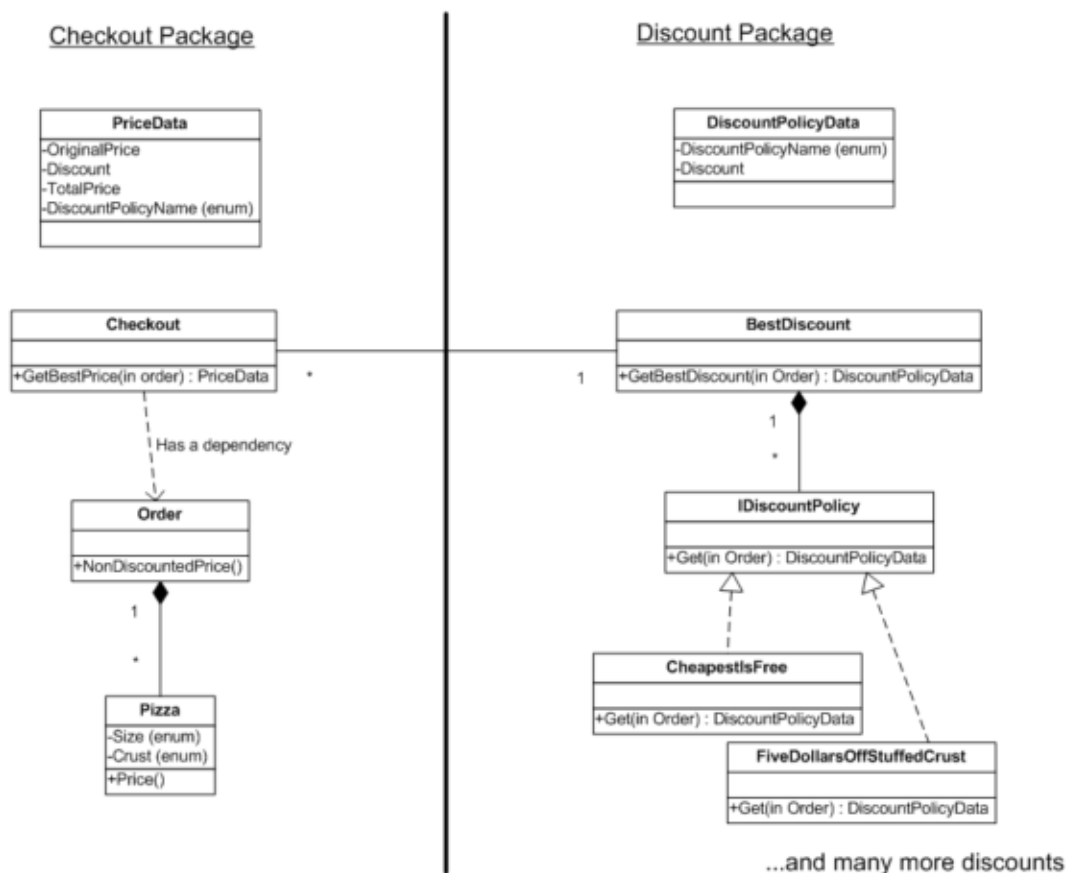 Checkout Package
PriceData
-OriginalPrice
-Discount
-TotalPrice
-DiscountPolicyName (enum)
Checkout
+GetBestPrice(in order) : PriceData
*
Has a dependency
Order
+NonDiscountedPrice()
1
*
Pizza
-Size (enum)
-Crust (enum)
+Price()
Discount Package
DiscountPolicyData
-DiscountPolicyName (enum)
-Discount
BestDiscount
1
+GetBestDiscount(in Order) : DiscountPolicyData
1
*
IDiscountPolicy
+Get(in Order) : DiscountPolicyData
CheapestIsFree
+Get(in Order) : DiscountPolicyData
FiveDollarsOffStuffedCrust
+Get(in Order) : DiscountPolicyData
...and many more discounts